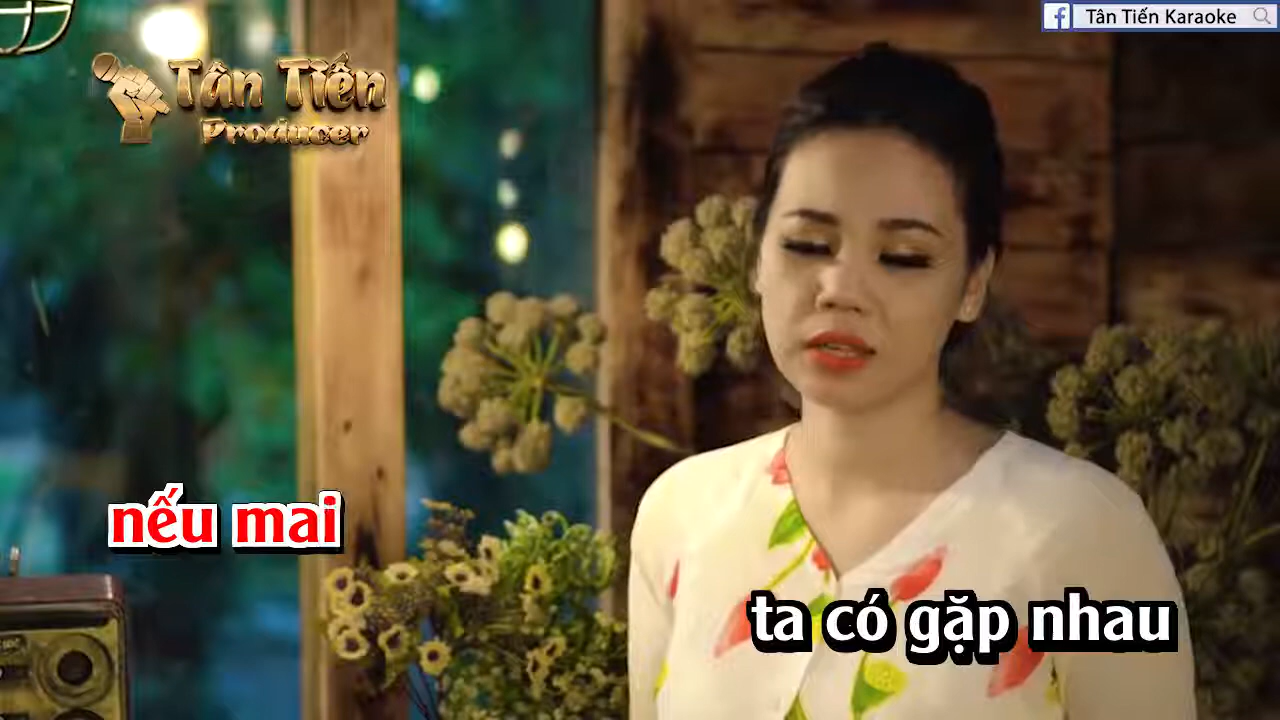 Tân Tiến Karaoke
Tân Tiến
Producer
nếu mai
ta có gặp nhau